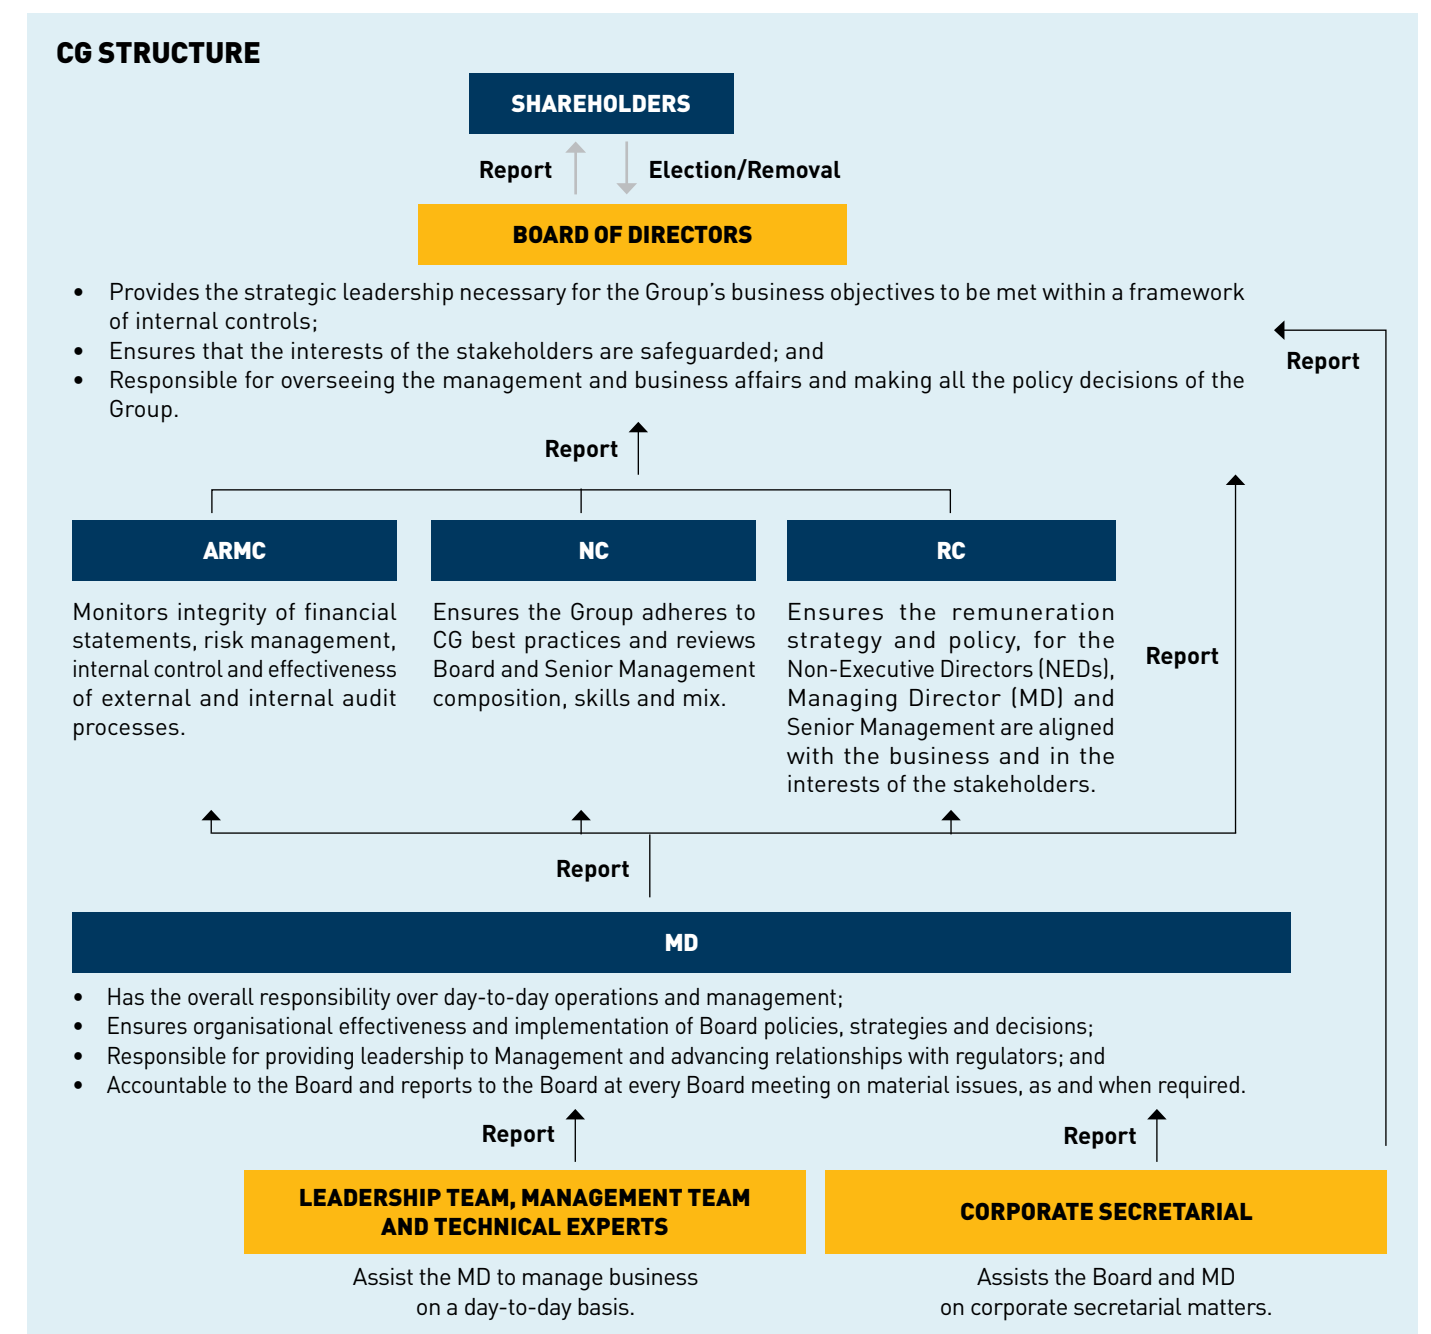 CG STRUCTURE
SHAREHOLDERS
Report
Election/Removal
BOARD OF DIRECTORS
• Provides the strategic leadership necessary for the Group’s business objectives to be met within a framework
of internal controls;
• Ensures that the interests of the stakeholders are safeguarded; and
• Responsible for overseeing the management and business affairs and making all the policy decisions of the
Group.
Report
Report
ARMC
Monitors integrity of financial
statements, risk management,
internal control and effectiveness
of external and internal audit
processes.
NC
Ensures the Group adheres to
CG best practices and reviews
Board and Senior Management
composition, skills and mix.
RC
Ensures the remuneration
strategy and policy, for the
Non-Executive Directors (NEDs),
Managing Director (MD) and
Senior Management are aligned
with the business and in the
interests of the stakeholders.
Report
Report
MD
• Has the overall responsibility over day-to-day operations and management;
• Ensures organisational effectiveness and implementation of Board policies, strategies and decisions;
• Responsible for providing leadership to Management and advancing relationships with regulators; and
• Accountable to the Board and reports to the Board at every Board meeting on material issues, as and when required.
Report
Report
LEADERSHIP TEAM, MANAGEMENT TEAM
AND TECHNICAL EXPERTS
Assist the MD to manage business
on a day-to-day basis.
CORPORATE SECRETARIAL
Assists the Board and MD
on corporate secretarial matters.